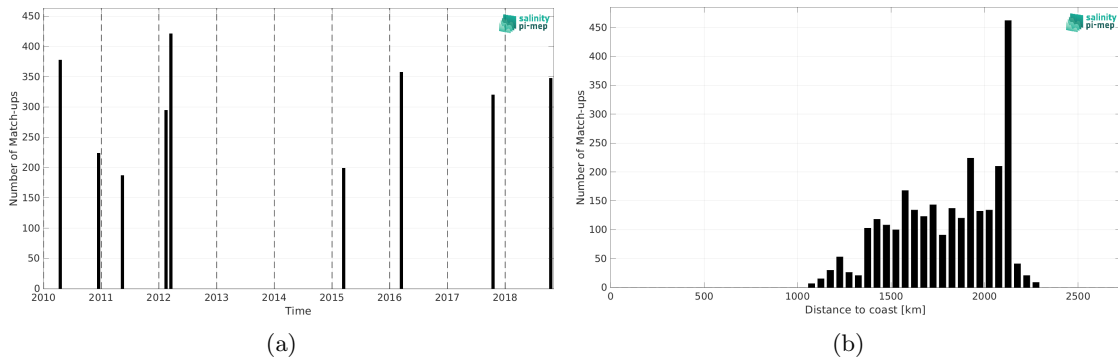 salinity
pi-mep
Number of Match-ups
450
400
350
300
250
200
150
100
50
0
2010 2011 2012 2013 2014 2015 2016 2017 2018
Time
(a)
salinity
pi-mep
Number of Match-ups
450
400
350
300
250
200
150
100
50
0
0 500 1000 1500 2000 2500
Distance to coast [km]
(b)